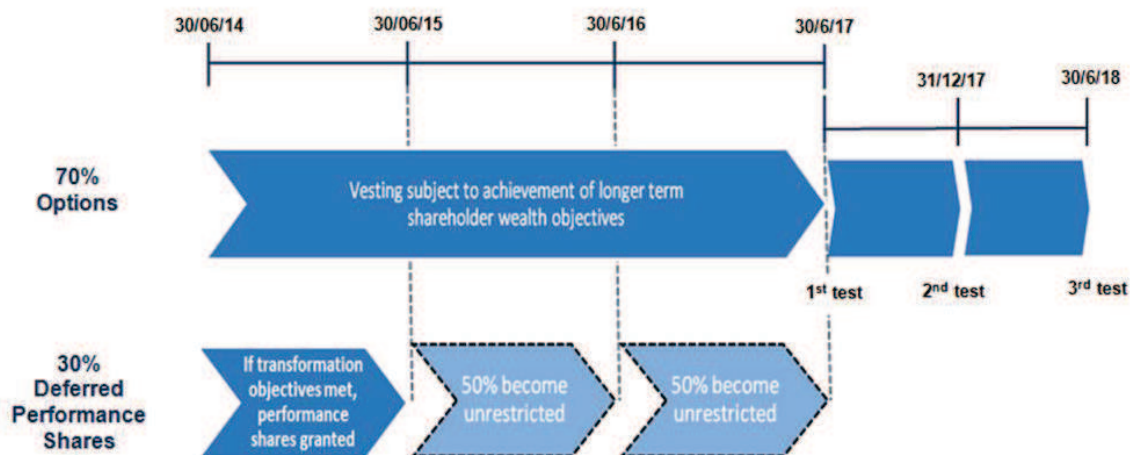 30/06/14
30/06/15
30/6/16
30/6/17
31/12/17
30/6/18
70%
Options
Vesting subject to achievement of longer term
shareholder wealth objectives
1st test
2nd test
3rd test
30%
Deferred
Performance
Shares
If transformation
objectives met,
performance
shares granted
50% become
unrestricted
50% become
unrestricted